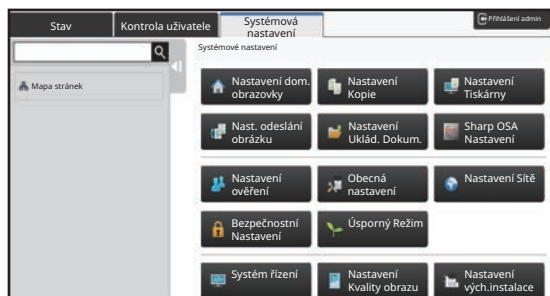 Stav
Kontrola uživatele
Systémová
nastavení
Přihlášení admin
Systémové nastavení
Mapa stránek
Nastavení dom.
obrazovky
Nastavení
Kopie
Nastavení
Tiskárny
Nast. odeslání
obrázku
Nastavení
Uklád. Dokum.
Sharp OSA
Nastavení
Nastavení
ověření
Obecná
nastavení
Nastavení Sítě
Bezpečnostní
Nastavení
Úsporný Režim
Systém řízení
Nastavení
Kvality obrazu
Nastavení
vých.instalace